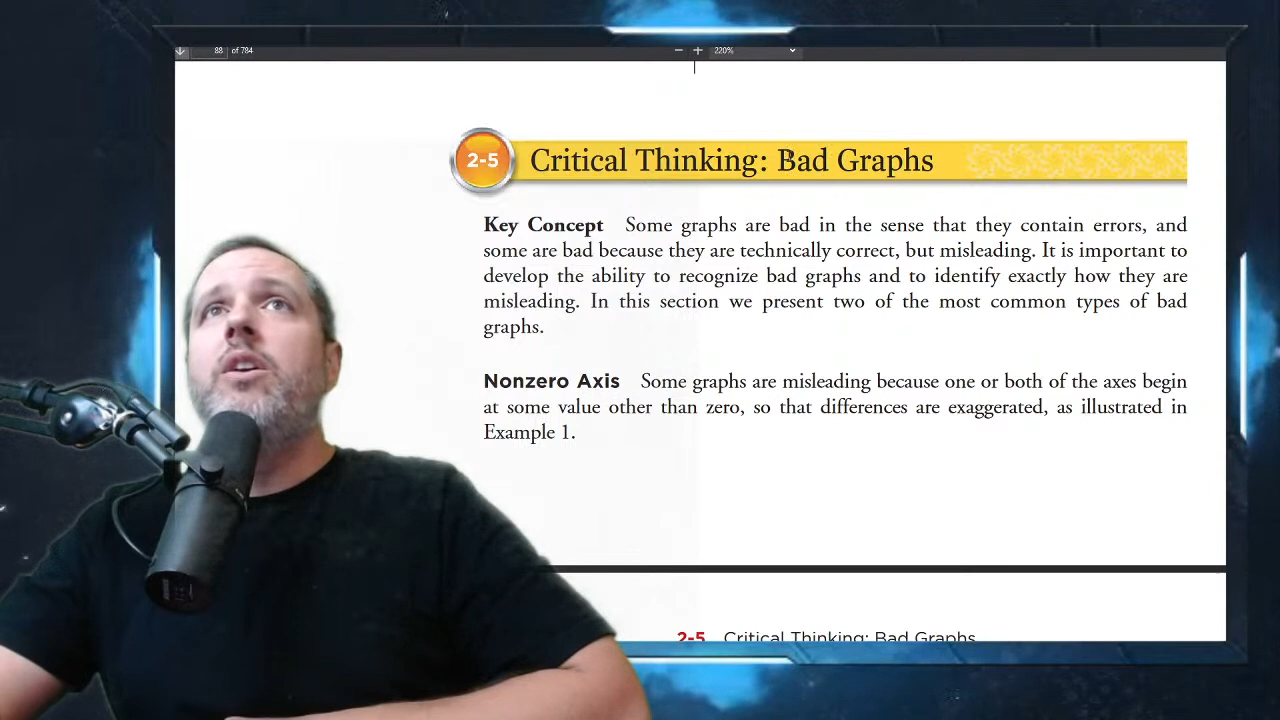 88 of 784
220%
2-5 Critical Thinking: Bad Graphs
Key Concept Some graphs are bad in the sense that they contain errors, and
some are bad because they are technically correct, but misleading. It is important to
develop the ability to recognize bad graphs and to identify exactly how they are
misleading. In this section we present two of the most common types of bad
graphs.
Nonzero Axis Some graphs are misleading because one or both of the axes begin
at some value other than zero, so that differences are exaggerated, as illustrated in
Example 1.
2-5 Critical Thinking: Bad Graphs